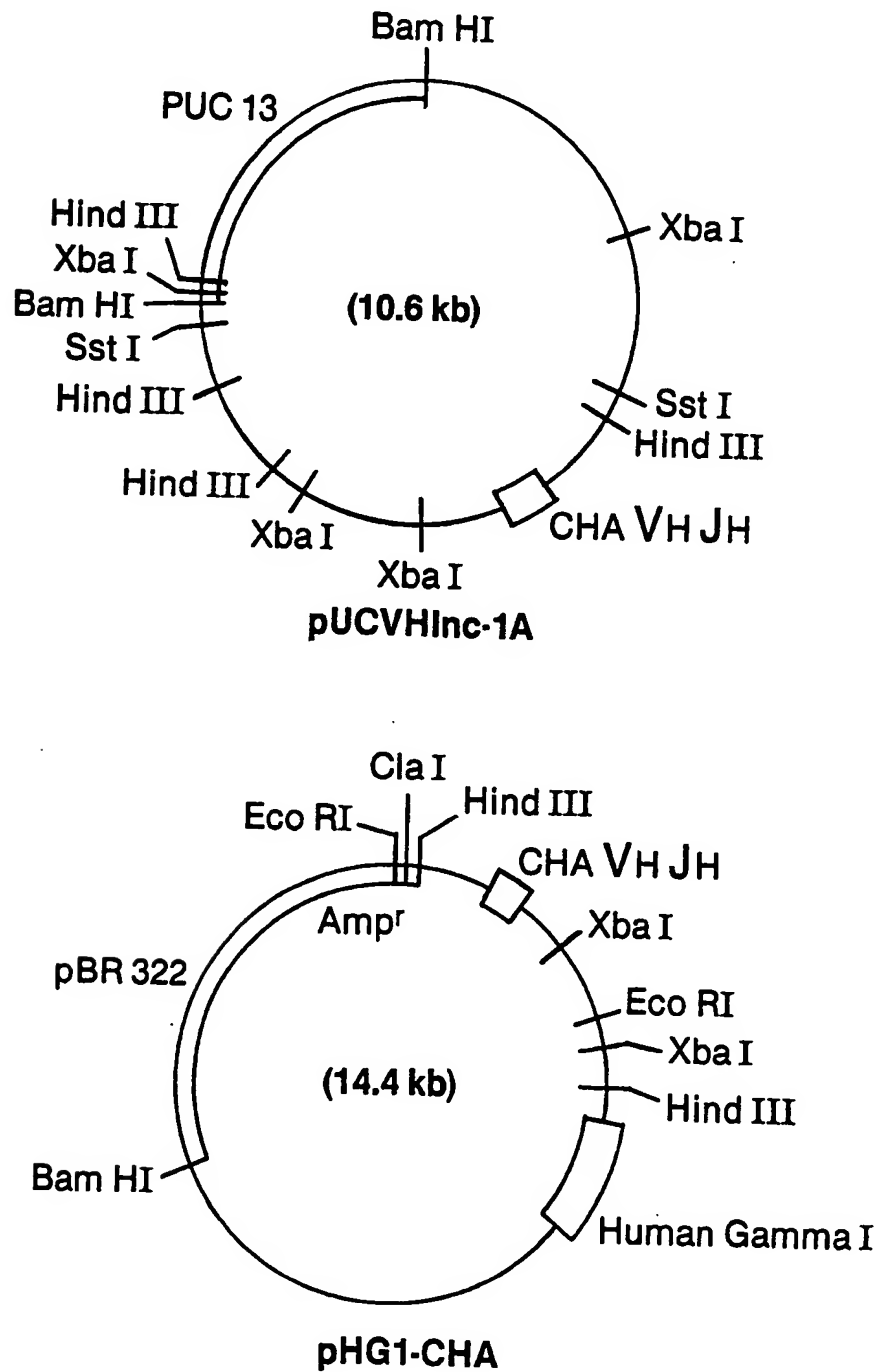 Bam HI
PUC 13
Hind III
Xba I
Xba I
Bam HI
(10.6 kb)
Sst I
Hind III
Sst I
Hind III
Hind III
Xba I
CHA VH JH
Xba I
pUCVHInc-1A
Cla I
Hind III
Eco RI
CHA VH JH
Ampr
Xba I
pBR 322
Eco RI
Xba I
(14.4 kb)
Hind III
Bam HI
Human Gamma I
pHG1-CHA